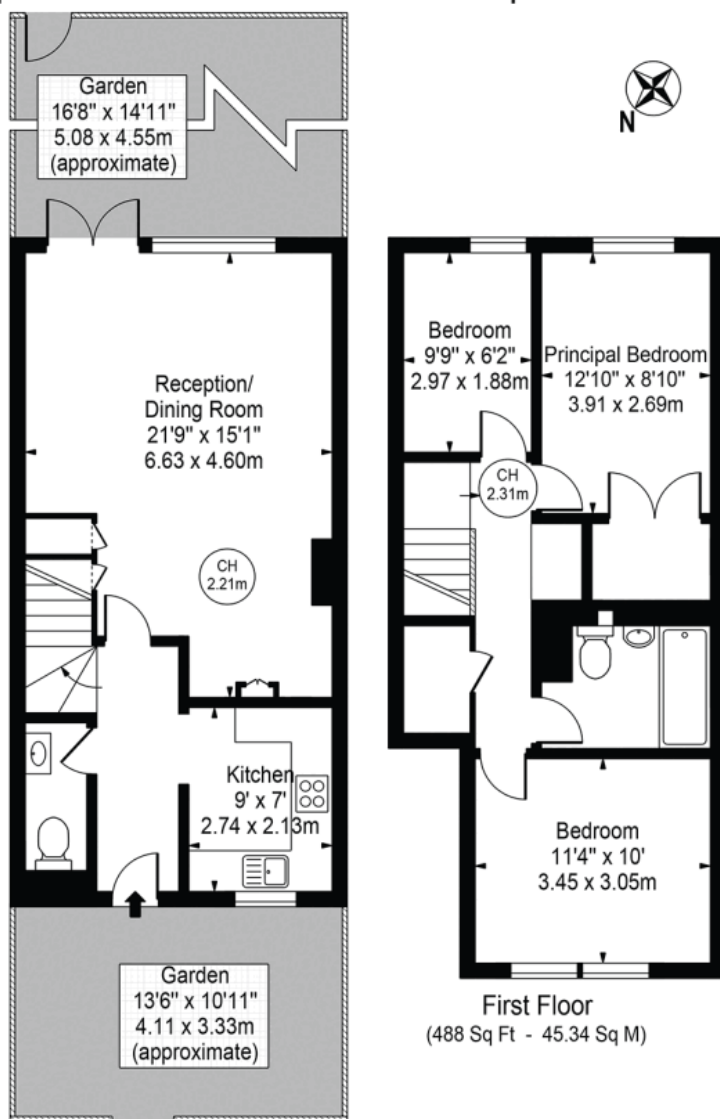 Garden
16'8" x 14'11"
5.08 x 4.55m
(approximate)
N
Reception/
Dining Room
21'9" x 15'1"
6.63 x 4.60m
CH
2.21m
Kitchen
9' x 7'
2.74 x 2.13m
Garden
13'6" x 10'11"
4.11 x 3.33m
(approximate)
Bedroom
9'9" x 6'2"
2.97 x 1.88m
Principal Bedroom
12'10" x 8'10"
3.91 x 2.69m
CH
2.31m
Bedroom
11'4" x 10'
3.45 x 3.05m
First Floor
(488 Sq Ft - 45.34 Sq M)